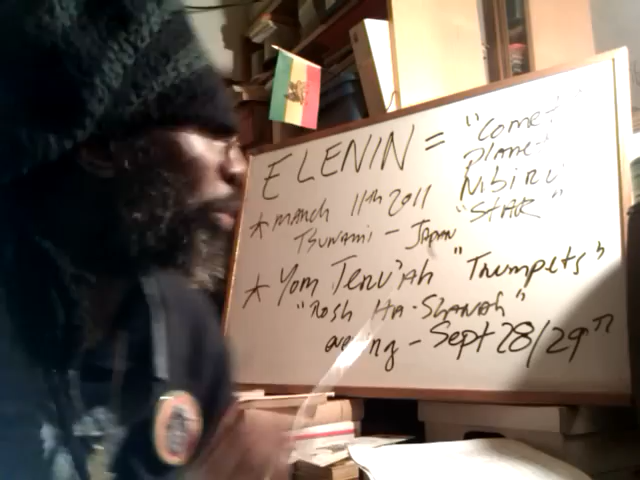 ELENIN = "Comet"
planet
Nibiru
"STAR"
* MARCH 11th 2011
TSUNAMI - JAPAN
* Yom Teru'ah "Trumpets"
"Rosh Ha-Shanah"
evening - Sept 28/29"